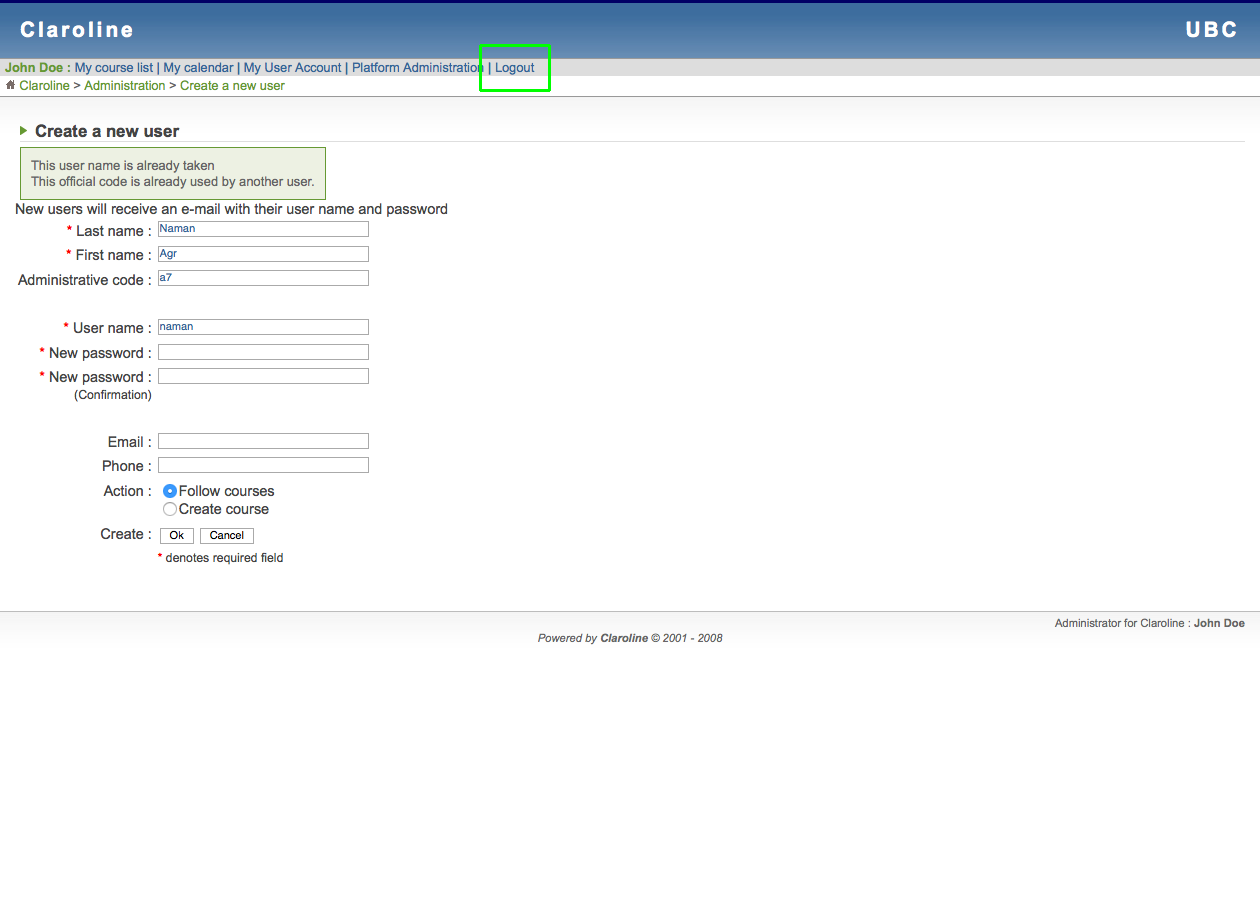 Claroline UBC
John Doe : My course list | My calendar | My User Account | Platform Administration | Logout
Claroline > Administration > Create a new user
Create a new user
This user name is already taken
This official code is already used by another user.
New users will receive an e-mail with their user name and password
* Last name : Naman
* First name : Agr
Administrative code : a7
* User name : naman
* New password :
* New password :
(Confirmation)
Email :
Phone :
Action : Follow courses
Create course
Create : Ok Cancel
* denotes required field
Administrator for Claroline : John Doe
Powered by Claroline © 2001 - 2008